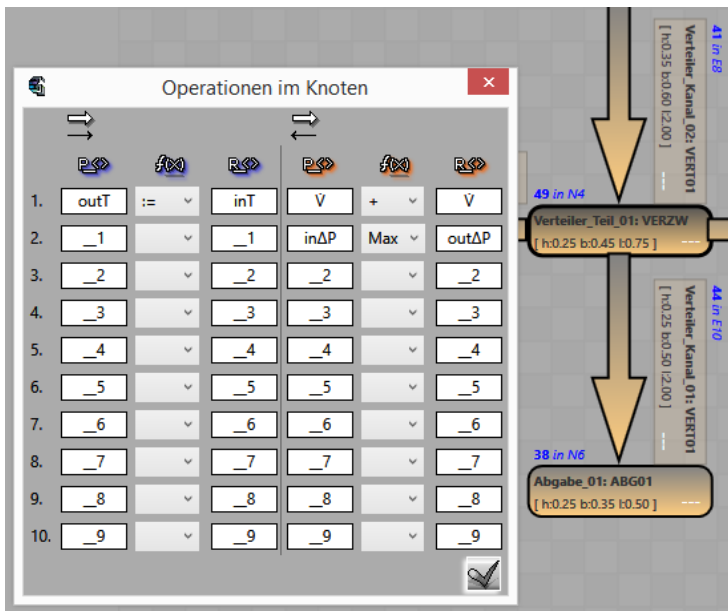 Operationen im Knoten
P f(x) R P f(x) R
1. outT := inT V̇ + V̇
2. __1 __1 inΔP Max outΔP
3. __2 __2 __2 __2
4. __3 __3 __3 __3
5. __4 __4 __4 __4
6. __5 __5 __5 __5
7. __6 __6 __6 __6
8. __7 __7 __7 __7
9. __8 __8 __8 __8
10. __9 __9 __9 __9
41 in E8
Verteiler_Kanal_02: VERT01
[ h:0.35 b:0.60 l:2.00 ]
---
49 in N4
Verteiler_Teil_01: VERZW
[ h:0.25 b:0.45 l:0.75 ] ---
44 in E10
Verteiler_Kanal_01: VERT01
[ h:0.25 b:0.50 l:2.00 ]
---
38 in N6
Abgabe_01: ABG01
[ h:0.25 b:0.35 l:0.50 ] ---